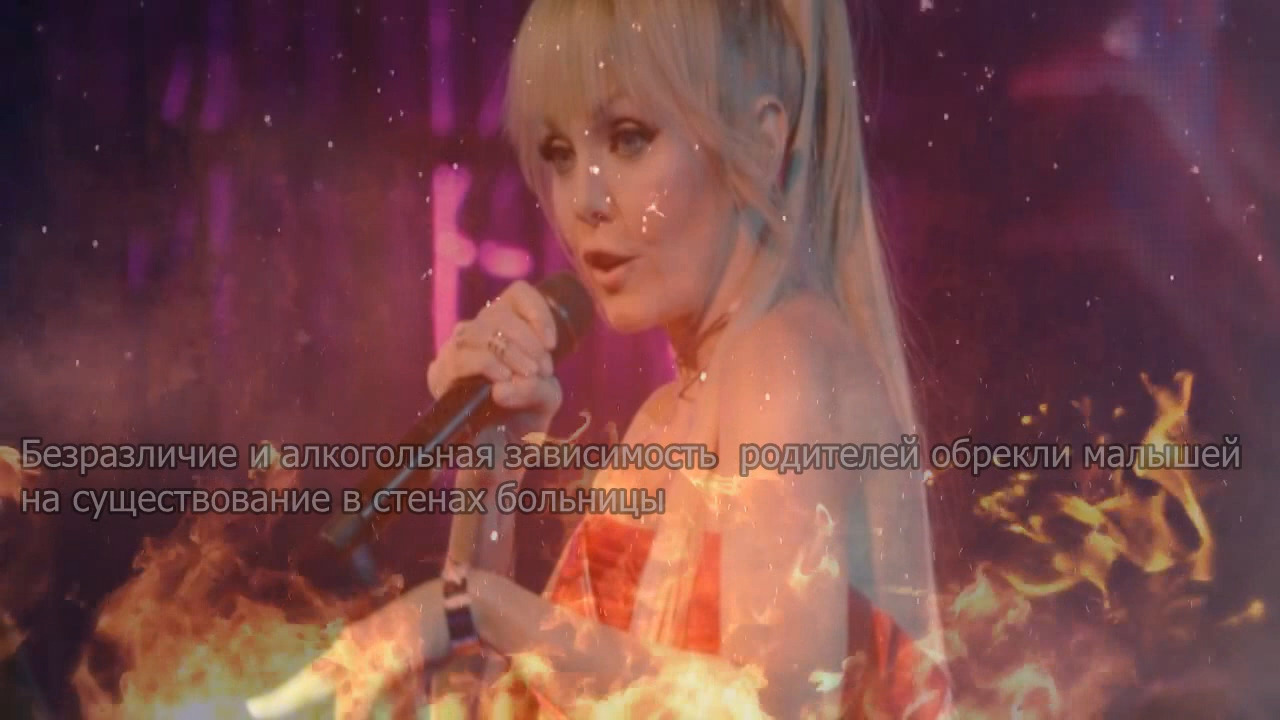 Безразличие и алкогольная зависимость  родителей обрекли малышей
на существование в стенах больницы